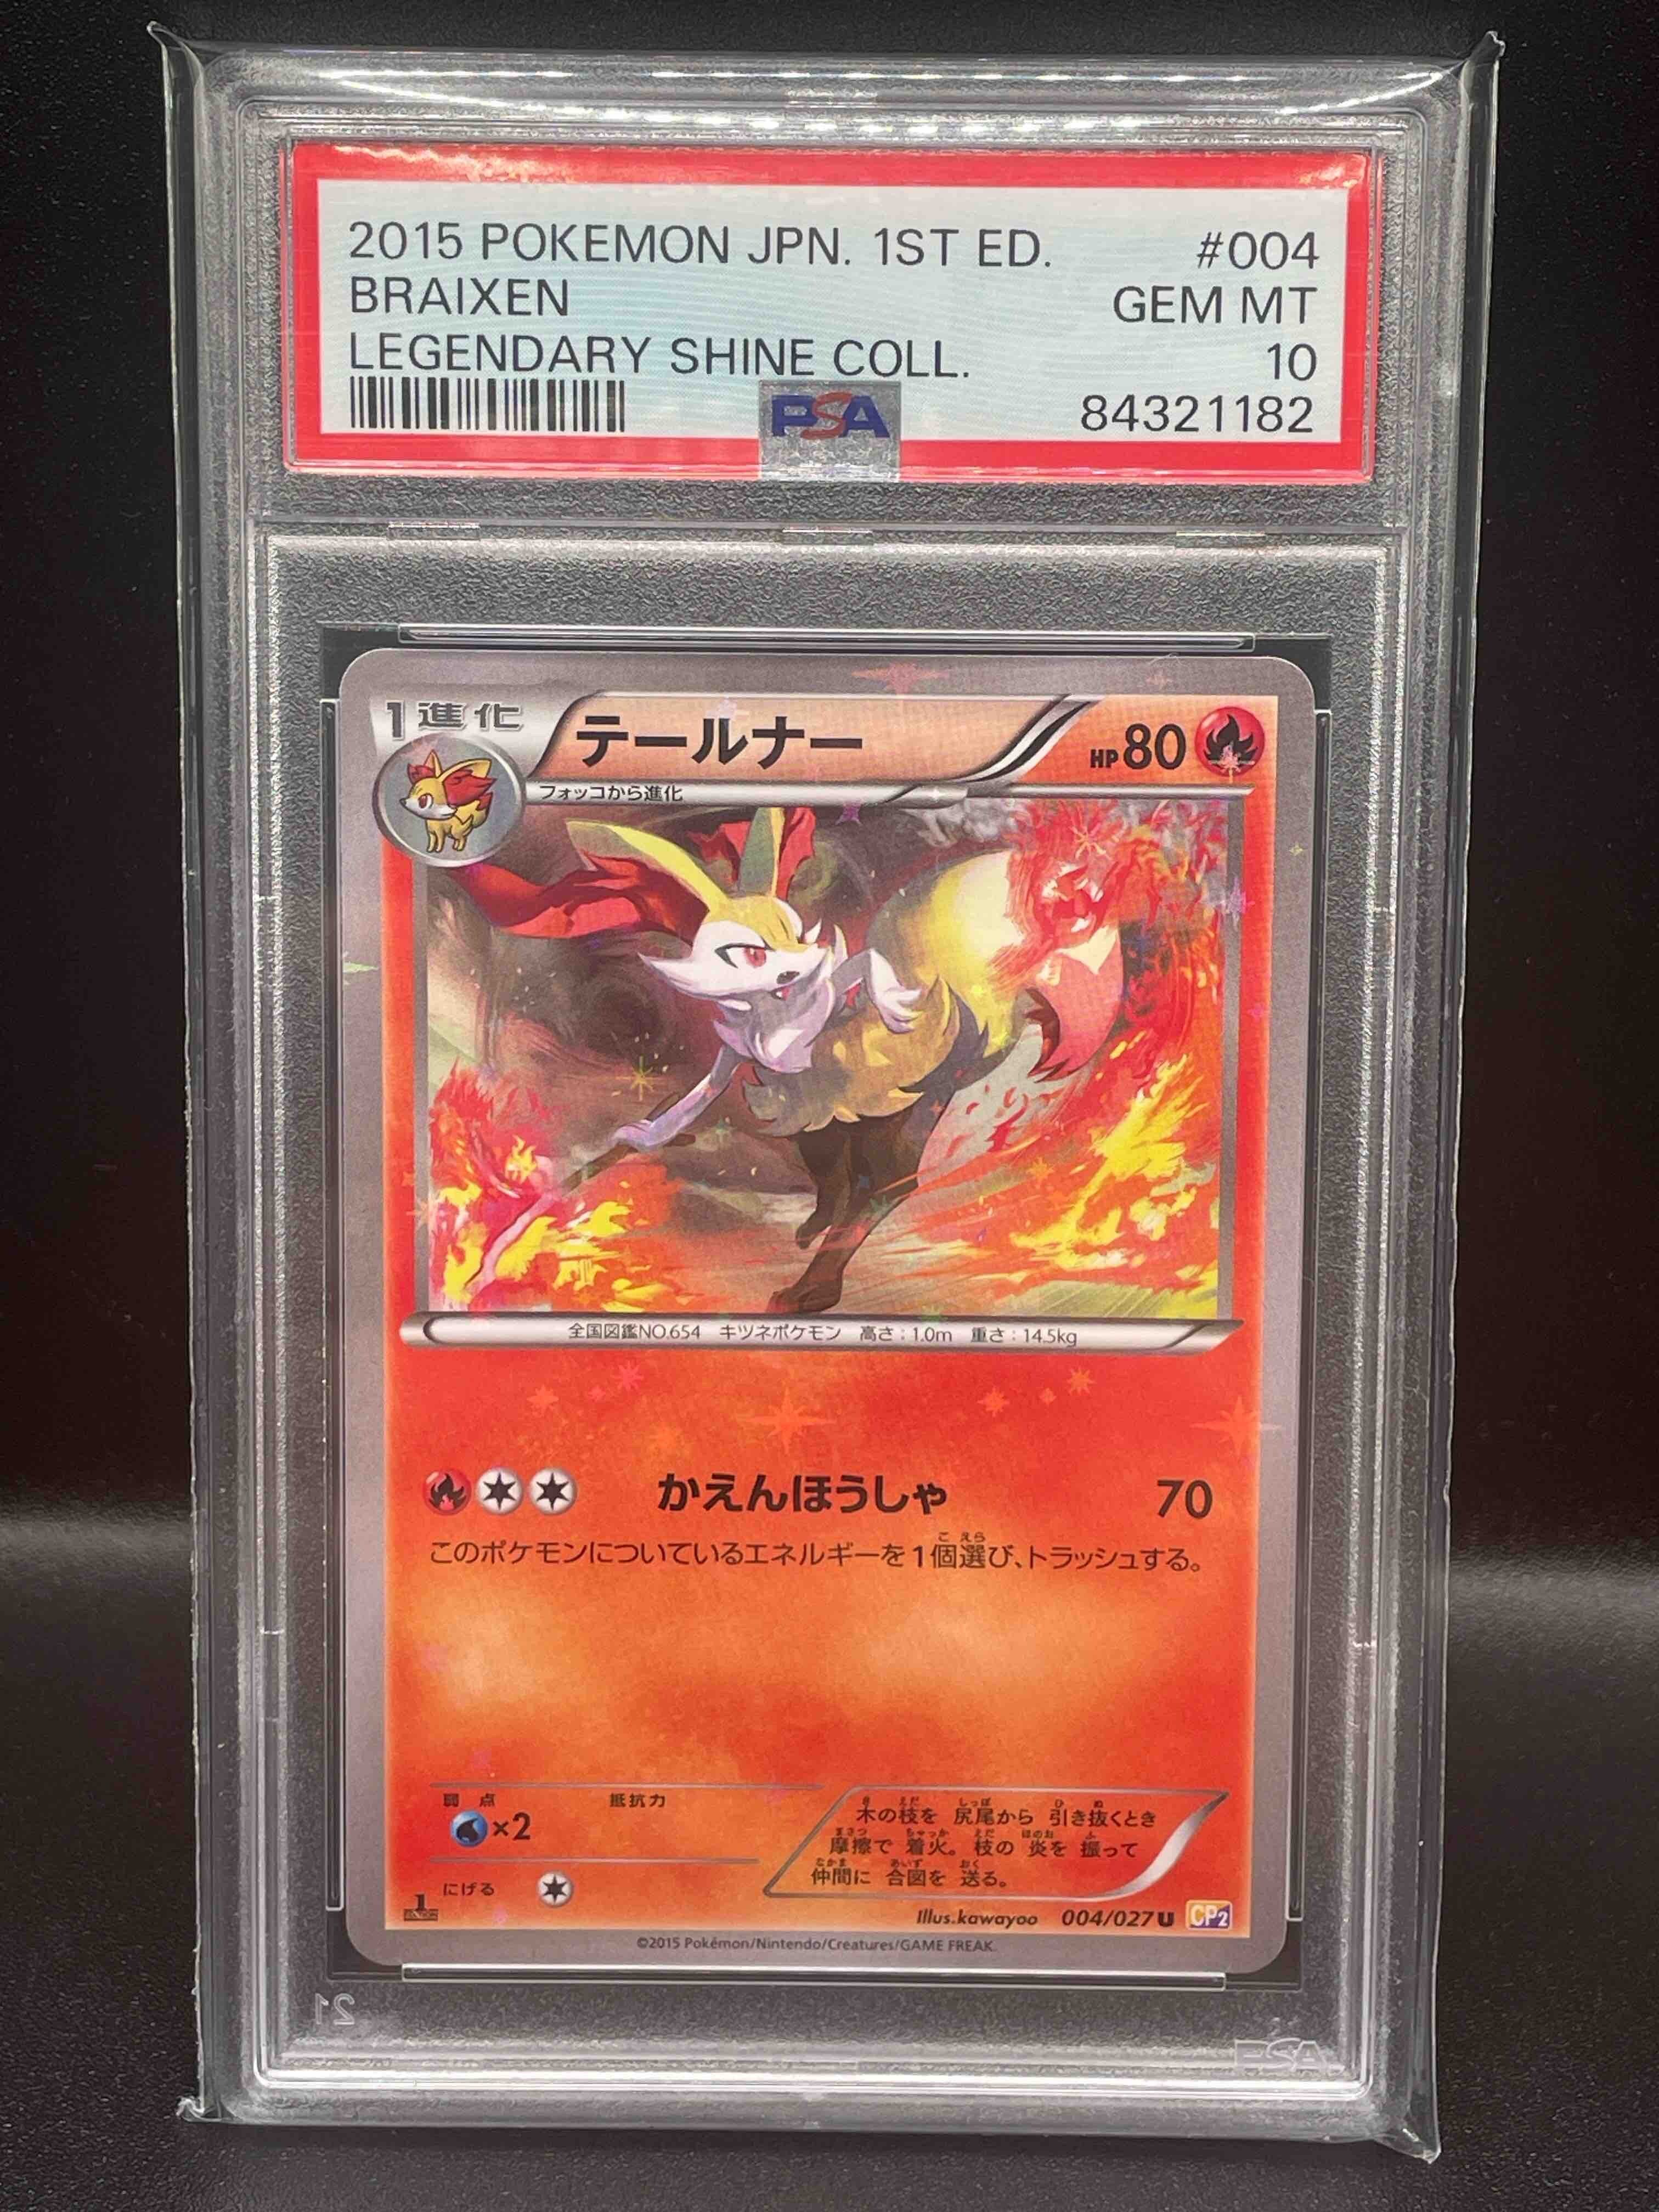 2015 POKEMON JPN. 1ST ED. #004
BRAIXEN GEM MT
LEGENDARY SHINE COLL. 10
PSA 84321182
1進化 テールナー HP80
フォッコから進化
全国図鑑NO.654 キツネポケモン 高さ:1.0m 重さ:14.5kg
かえんほうしゃ 70
このポケモンについているエネルギーを1個選び、トラッシュする。
弱点 抵抗力
×2
にげる
木の枝を 尻尾から 引き抜くとき
摩擦で 着火。枝の 炎を 振って
仲間に 合図を 送る。
1 EDITION
Illus.kawayoo 004/027 U CP2
©2015 Pokémon/Nintendo/Creatures/GAME FREAK.
21
PSA